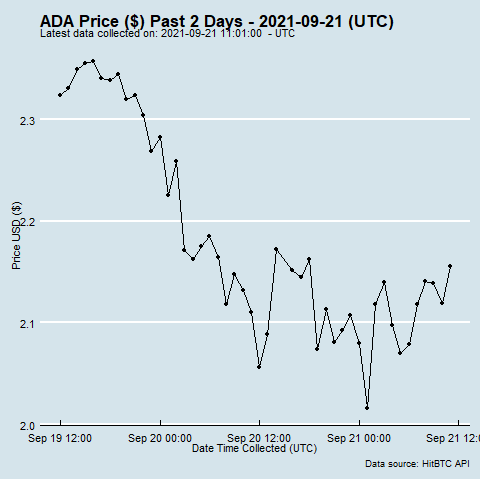 ADA Price ($) Past 2 Days - 2021-09-21 (UTC)
Latest data collected on: 2021-09-21 11:01:00  - UTC
2.3
2.2
2.1
2.0
Price USD ($)
Sep 19 12:00
Sep 20 00:00
Sep 20 12:00
Sep 21 00:00
Sep 21 12:
Date Time Collected (UTC)
Data source: HitBTC API